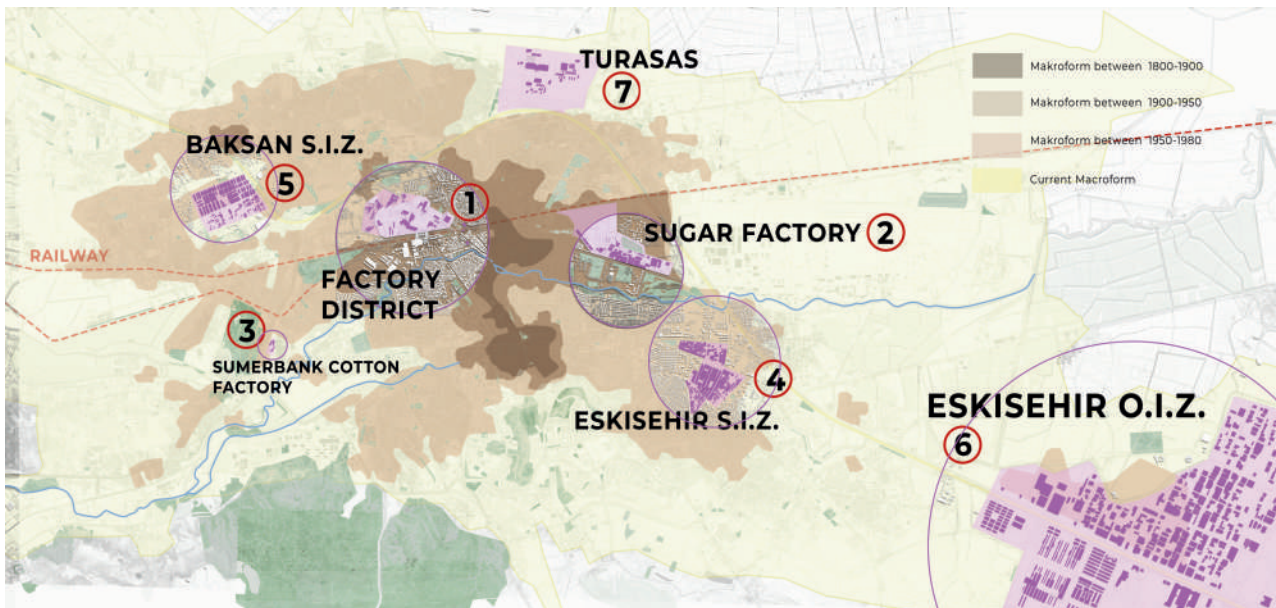 TURASAS
7
Makroform between 1800-1900
Makroform between 1900-1950
Makroform between 1950-1980
Current Macroform
BAKSAN S.I.Z.
5
1
SUGAR FACTORY 2
RAILWAY
FACTORY
DISTRICT
3
SUMERBANK COTTON
FACTORY
4
ESKISEHIR S.I.Z.
ESKISEHIR O.I.Z.
6